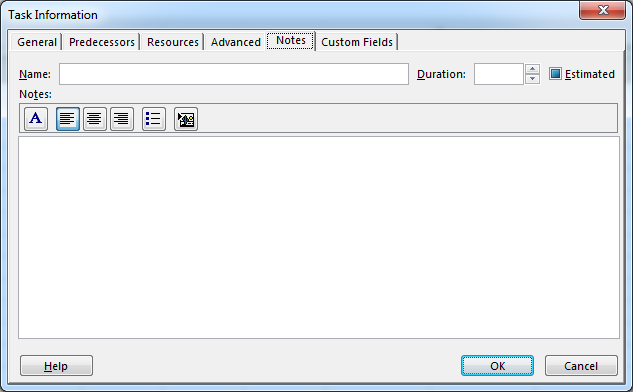 Task Information
General Predecessors Resources Advanced Notes Custom Fields
Name: Duration: Estimated
Notes:
A
Help OK Cancel